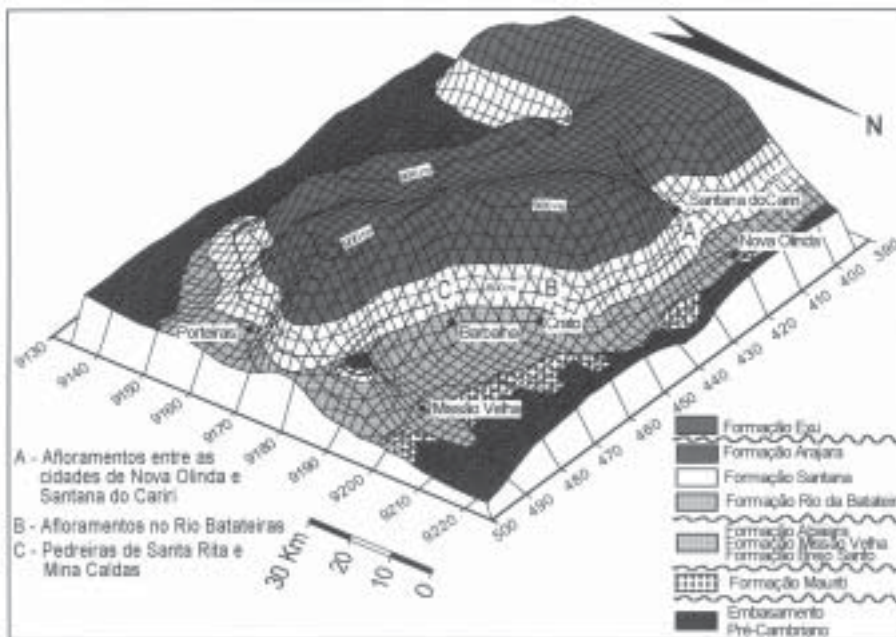 N
Santana do Cariri
A
Nova Olinda
C
B
Crato
Barbalha
Porteiras
Missão Velha
9130
9140
9150
9160
9170
9180
9190
9200
9210
9220
500
490
480
470
460
450
440
430
420
410
400
390
A - Afloramentos entre as
cidades de Nova Olinda e
Santana do Cariri
B - Afloramentos no Rio Batateiras
C - Pedreiras de Santa Rita e
Mina Caldas
30 Km
20
10
0
Formação Exu
Formação Arajara
Formação Santana
Formação Rio da Batateir
Formação
Formação Missão Velha
Formação Brejo Santo
Formação Mauriti
Embasamento
Pré-Cambriano